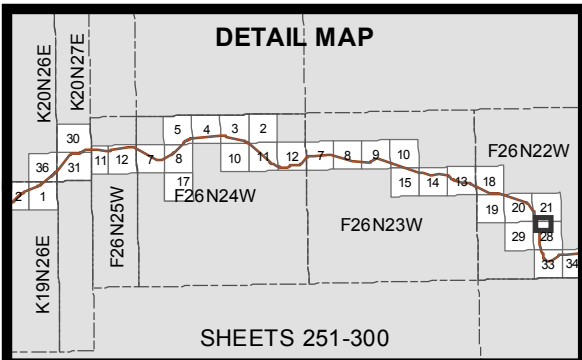 DETAIL MAP
K20N26E
K20N27E
5 4 3 2
30
F26N22W
36 31 11 12 7 8 10 11 12 7 8 9 10
17 15 14 13 18
2 1
F26N24W
19 20 21
F26N25W
F26N23W
29 28
K19N26E
33 34
SHEETS 251-300